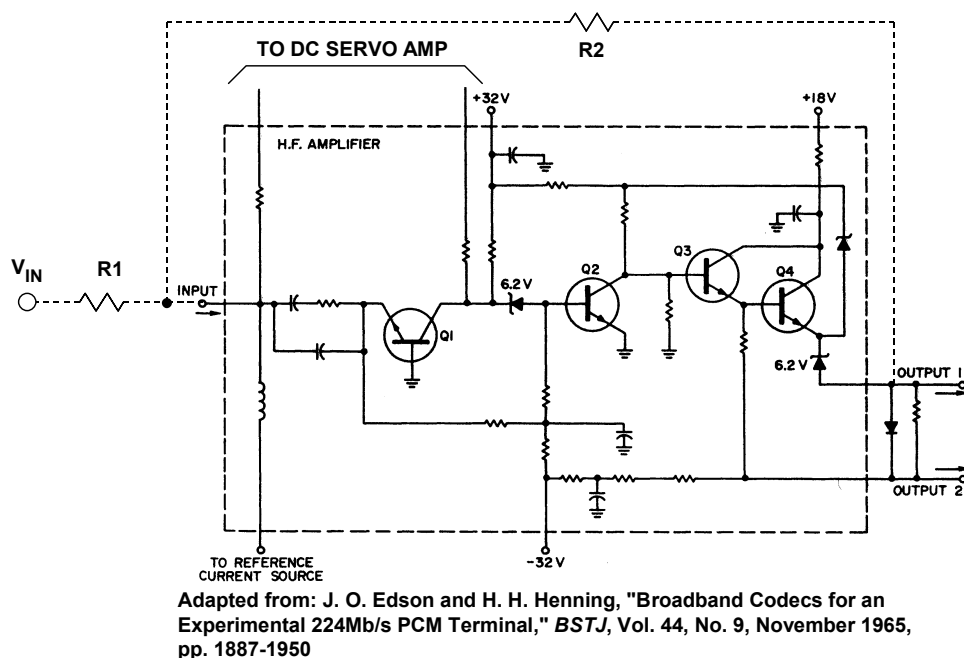 R2
TO DC SERVO AMP
+32V
+18V
H.F. AMPLIFIER
VIN
R1
INPUT
Q1
6.2V
Q2
Q3
Q4
6.2V
OUTPUT 1
OUTPUT 2
TO REFERENCE
CURRENT SOURCE
-32V
Adapted from: J. O. Edson and H. H. Henning, "Broadband Codecs for an
Experimental 224Mb/s PCM Terminal," BSTJ, Vol. 44, No. 9, November 1965,
pp. 1887-1950